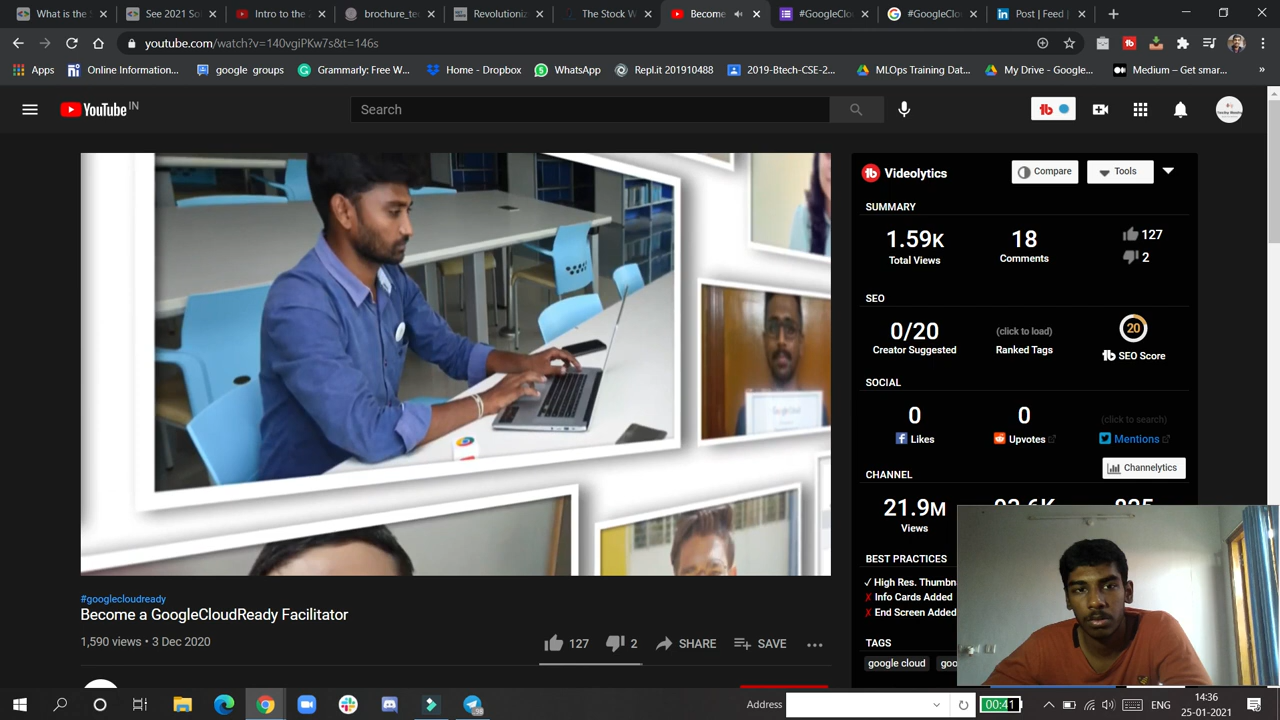 What is the
See 2021 Sol
Intro to the
brochure_te
Revolutioniz
The Stock W
Become
#GoogleClou
#GoogleClou
Post | Feed |
youtube.com/watch?v=140vgiPKw7s&t=146s
Apps
Online Information...
google groups
Grammarly: Free W...
Home - Dropbox
WhatsApp
Repl.it 201910488
2019-Btech-CSE-2...
MLOps Training Dat...
My Drive - Google...
Medium – Get smar...
YouTube IN
Search
Videolytics
Compare
Tools
SUMMARY
1.59K
18
127
Total Views
Comments
2
SEO
0/20
(click to load)
20
Creator Suggested
Ranked Tags
SEO Score
SOCIAL
0
0
(click to search)
Likes
Upvotes
Mentions
CHANNEL
Channelytics
21.9M
Views
BEST PRACTICES
✓ High Res. Thumbn
✗ Info Cards Added
✗ End Screen Added
TAGS
google cloud
goo
#googlecloudready
Become a GoogleCloudReady Facilitator
1,590 views • 3 Dec 2020
127
2
SHARE
SAVE
Address
00:41
ENG
14:36
25-01-2021